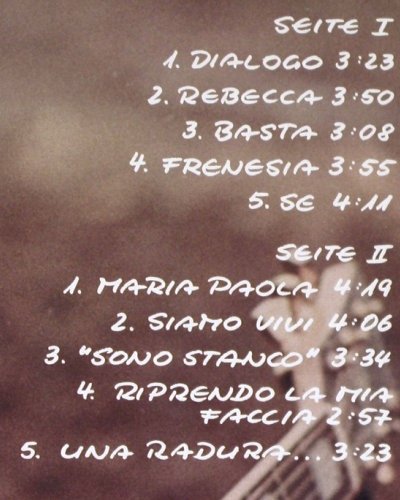 SEITE I
1. DIALOGO 3:23
2. REBECCA 3:50
3. BASTA 3:08
4. FRENESIA 3:55
5. SE 4:11
SEITE II
1. MARIA PAOLA 4:19
2. SIAMO VIVI 4:06
3. "SONO STANCO" 3:34
4. RIPRENDO LA MIA
FACCIA 2:57
5. UNA RADURA... 3:23